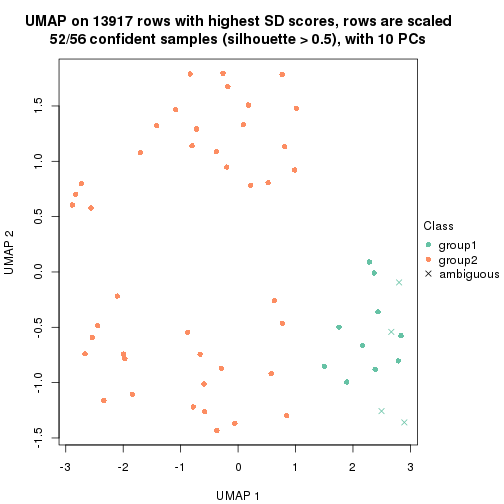 UMAP on 13917 rows with highest SD scores, rows are scaled
52/56 confident samples (silhouette > 0.5), with 10 PCs
UMAP 2
1.5
1.0
0.5
0.0
-0.5
-1.0
-1.5
-3 -2 -1 0 1 2 3
UMAP 1
Class
group1
group2
ambiguous